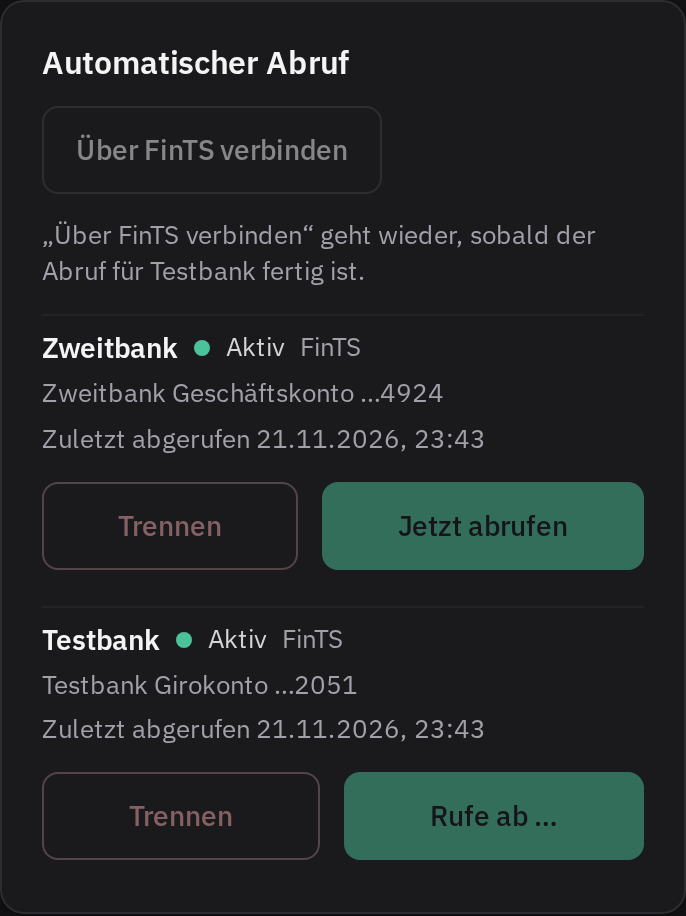 Automatischer Abruf
Über FinTS verbinden
„Über FinTS verbinden“ geht wieder, sobald der
Abruf für Testbank fertig ist.
Zweitbank Aktiv FinTS
Zweitbank Geschäftskonto …4924
Zuletzt abgerufen 21.11.2026, 23:43
Trennen Jetzt abrufen
Testbank Aktiv FinTS
Testbank Girokonto …2051
Zuletzt abgerufen 21.11.2026, 23:43
Trennen Rufe ab …